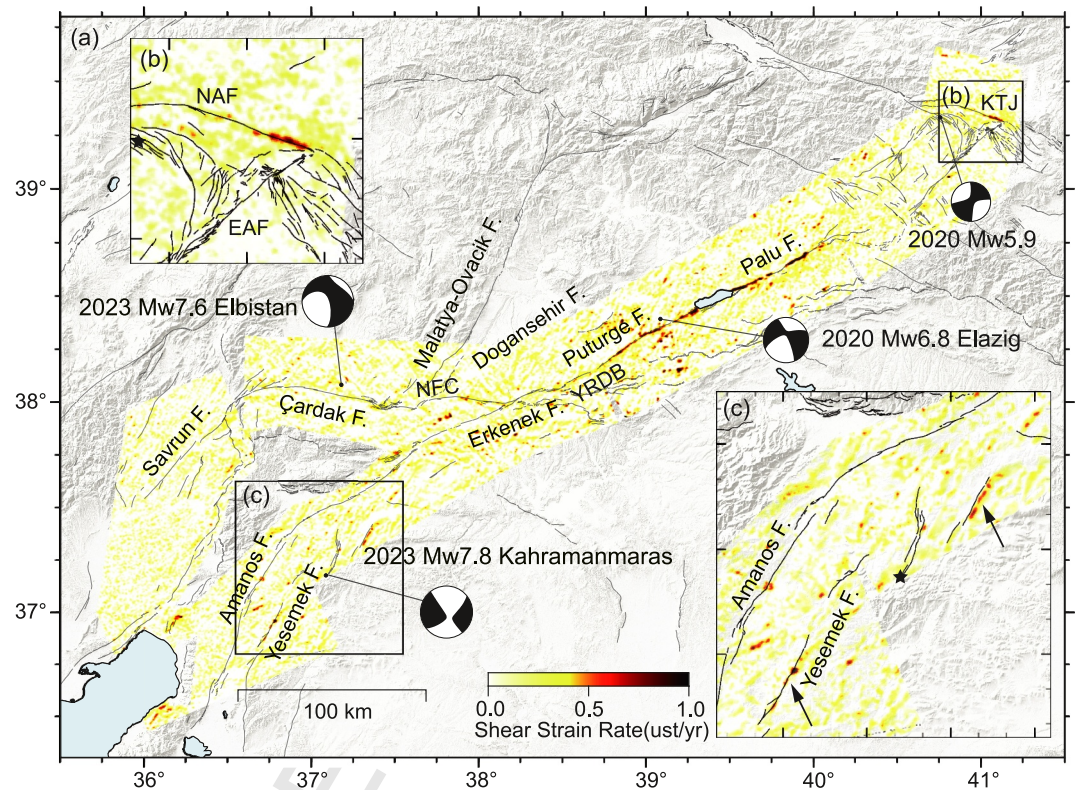 (a)
(b)
NAF
EAF
(b)
KTJ
39°
2020 Mw5.9
Palu F.
Malatya-Ovacik F.
2023 Mw7.6 Elbistan
Dogansehir F.
Puturge F.
2020 Mw6.8 Elazig
NFC
YRDB
38°
Çardak F.
Erkenek F.
Savrun F.
(c)
(c)
2023 Mw7.8 Kahramanmaras
Amanos F.
Yesemek F.
Amanos F.
Yesemek F.
37°
100 km
0.0
0.5
1.0
Shear Strain Rate(ust/yr)
36°
37°
38°
39°
40°
41°